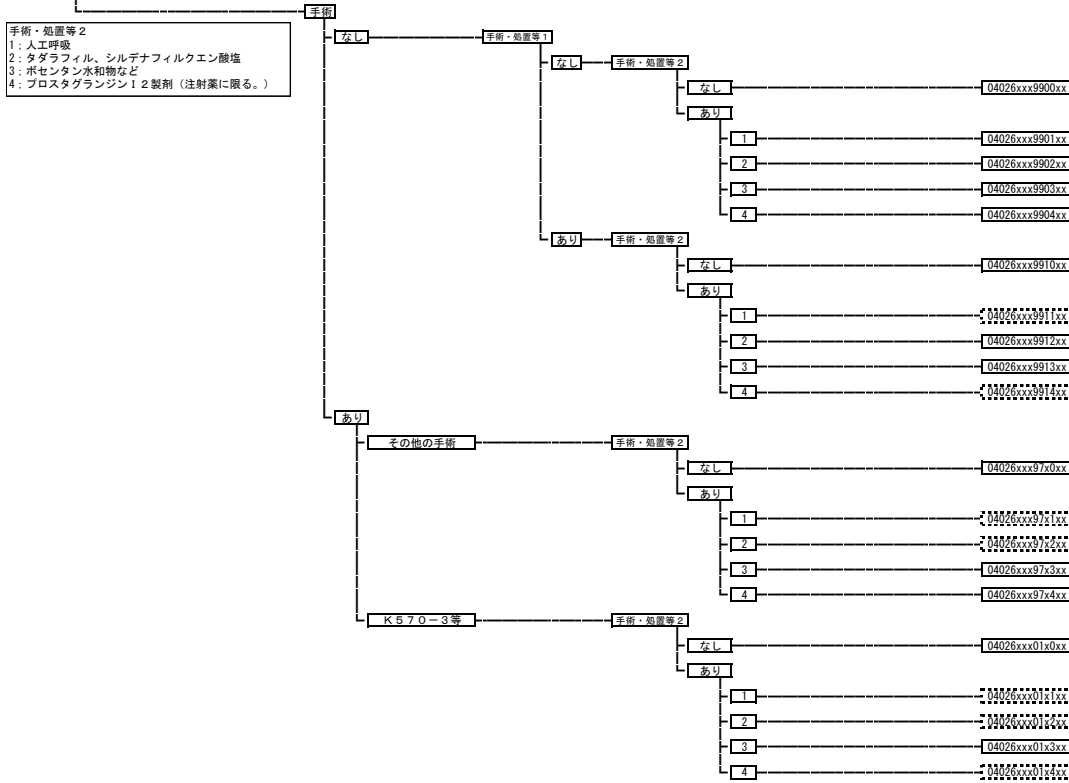 手術
手術・処置等2
1:人工呼吸
2:タダラフィル、シルデナフィルクエン酸塩
3:ボセンタン水和物など
4:プロスタグランジンI2製剤(注射薬に限る。)
なし 手術・処置等1
なし 手術・処置等2
なし 04026xxx9900xx
あり
1 04026xxx9901xx
2 04026xxx9902xx
3 04026xxx9903xx
4 04026xxx9904xx
あり 手術・処置等2
なし 04026xxx9910xx
あり
1 04026xxx9911xx
2 04026xxx9912xx
3 04026xxx9913xx
4 04026xxx9914xx
あり
その他の手術 手術・処置等2
なし 04026xxx97x0xx
あり
1 04026xxx97x1xx
2 04026xxx97x2xx
3 04026xxx97x3xx
4 04026xxx97x4xx
K570-3等 手術・処置等2
なし 04026xxx01x0xx
あり
1 04026xxx01x1xx
2 04026xxx01x2xx
3 04026xxx01x3xx
4 04026xxx01x4xx